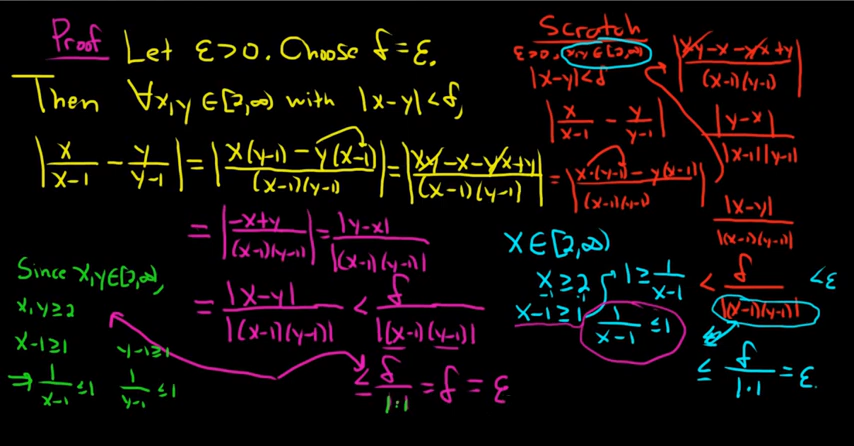 Proof Let ε>0. Choose δ=ε.
Then ∀x,y∈[2,∞) with |x-y|<δ,
|x/(x-1) - y/(y-1)| = |(x(y-1) - y(x-1))/((x-1)(y-1))| = |(xy-x-yx+y)/((x-1)(y-1))|
= |(-x+y)/((x-1)(y-1))| = |y-x|/|(x-1)(y-1)|
= |x-y|/|(x-1)(y-1)| < δ/|(x-1)(y-1)|
≤ δ/(1·1) = δ = ε
Since x,y∈[2,∞),
x,y≥2
x-1≥1 y-1≥1
⇒ 1/(x-1) ≤1 1/(y-1) ≤1
Scratch
ε>0, x,y∈[2,∞)
|x-y|<δ
|x/(x-1) - y/(y-1)|
= |(x·(y-1) - y(x-1))/((x-1)(y-1))|
|(xy-x-yx+y)/((x-1)(y-1))|
|y-x|/|x-1||y-1|
|x-y|/|(x-1)(y-1)|
< δ/|(x-1)(y-1)| <ε
≤ δ/(1·1) = ε.
x∈[2,∞)
x≥2
-1 -1
x-1≥1
1≥1/(x-1)
1/(x-1) ≤1